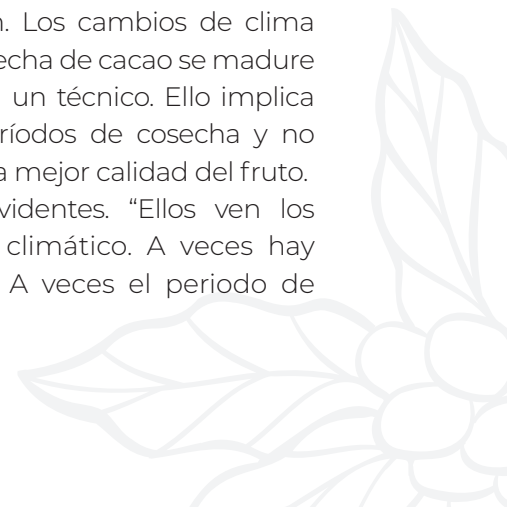 . Los cambios de clima
echa de cacao se madure
un técnico. Ello implica
ríodos de cosecha y no
a mejor calidad del fruto.
videntes. “Ellos ven los
climático. A veces hay
A veces el periodo de